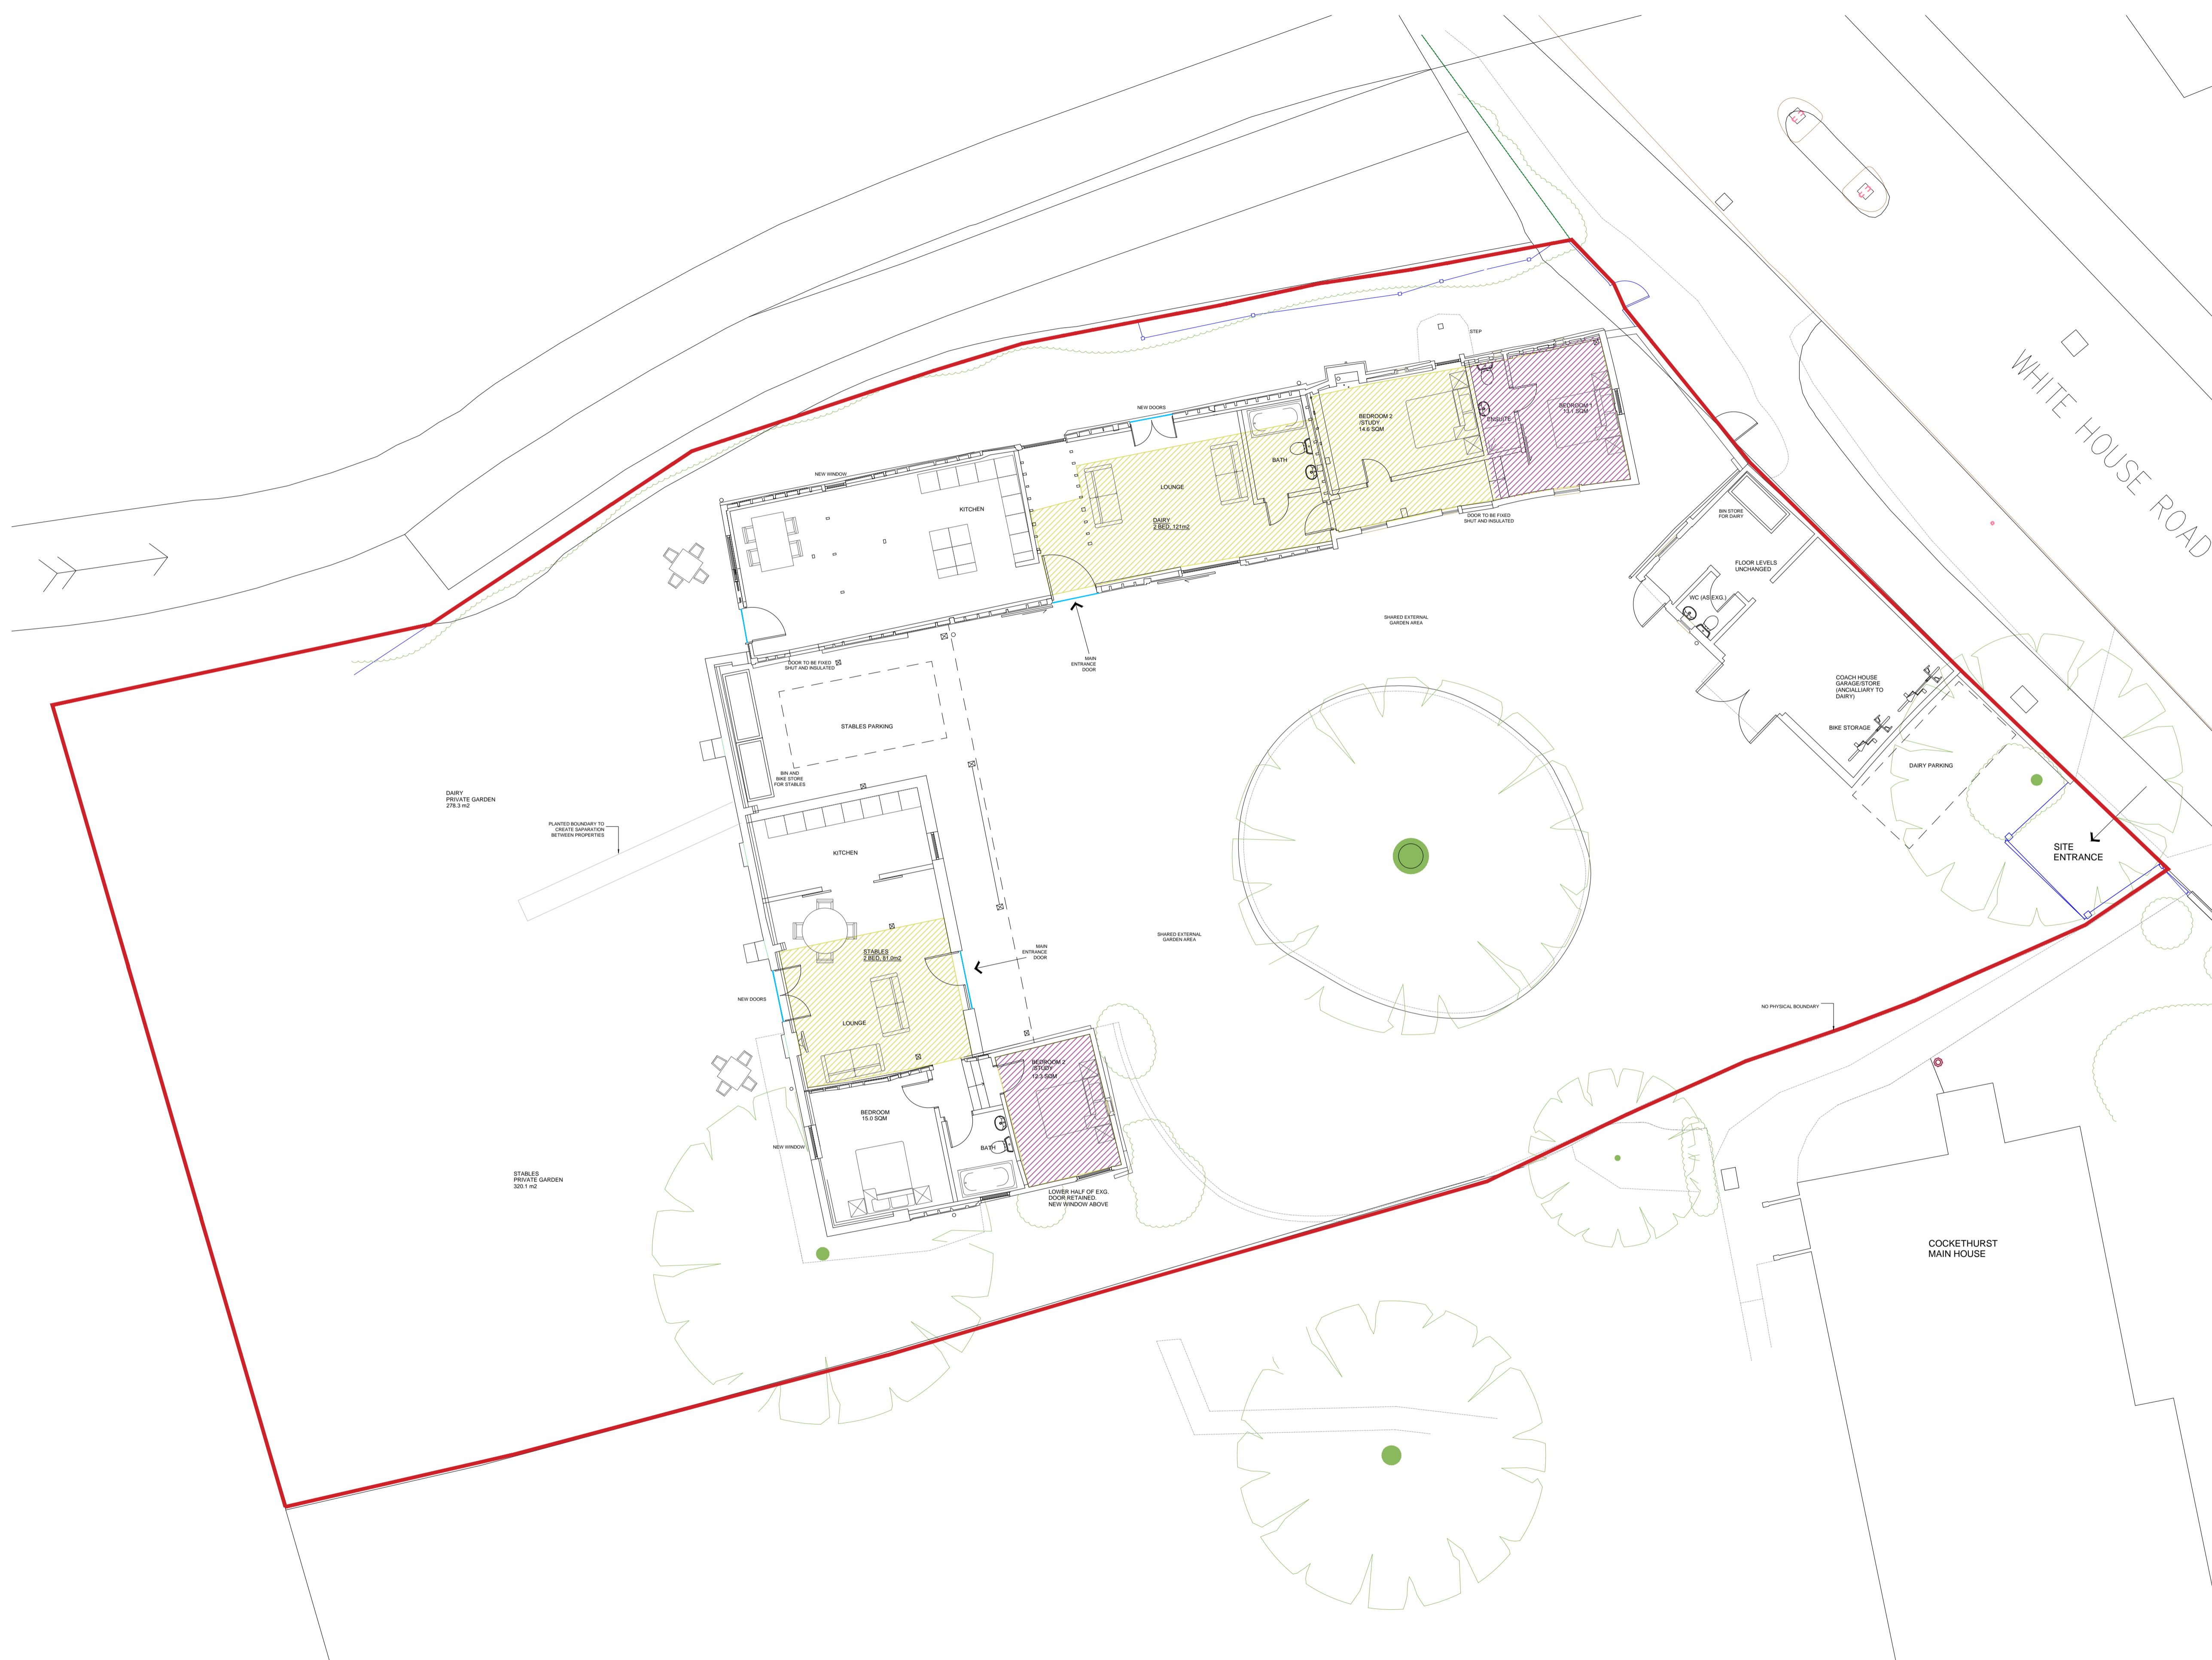 WHITE HOUSE ROAD
STEP
NEW DOORS
BEDROOM 1
13.1 SQM
ENSUITE
BEDROOM 2
/STUDY
14.6 SQM
BATH
LOUNGE
DAIRY
2 BED, 121m2
NEW WINDOW
KITCHEN
DOOR TO BE FIXED
SHUT AND INSULATED
BIN STORE
FOR DAIRY
FLOOR LEVELS
UNCHANGED
WC (AS EXG.)
SHARED EXTERNAL
GARDEN AREA
MAIN
ENTRANCE
DOOR
DOOR TO BE FIXED
SHUT AND INSULATED
COACH HOUSE
GARAGE/STORE
(ANCIALLIARY TO
DAIRY)
BIKE STORAGE
STABLES PARKING
DAIRY PARKING
BIN AND
BIKE STORE
FOR STABLES
DAIRY
PRIVATE GARDEN
278.3 m2
PLANTED BOUNDARY TO
CREATE SAPARATION
BETWEEN PROPERTIES
KITCHEN
SITE
ENTRANCE
SHARED EXTERNAL
GARDEN AREA
MAIN
ENTRANCE
DOOR
STABLES
2 BED, 81.0m2
NEW DOORS
LOUNGE
NO PHYSICAL BOUNDARY
BEDROOM 2
/STUDY
12.3 SQM
BEDROOM
15.0 SQM
NEW WINDOW
BATH
STABLES
PRIVATE GARDEN
320.1 m2
LOWER HALF OF EXG.
DOOR RETAINED.
NEW WINDOW ABOVE
COCKETHURST
MAIN HOUSE